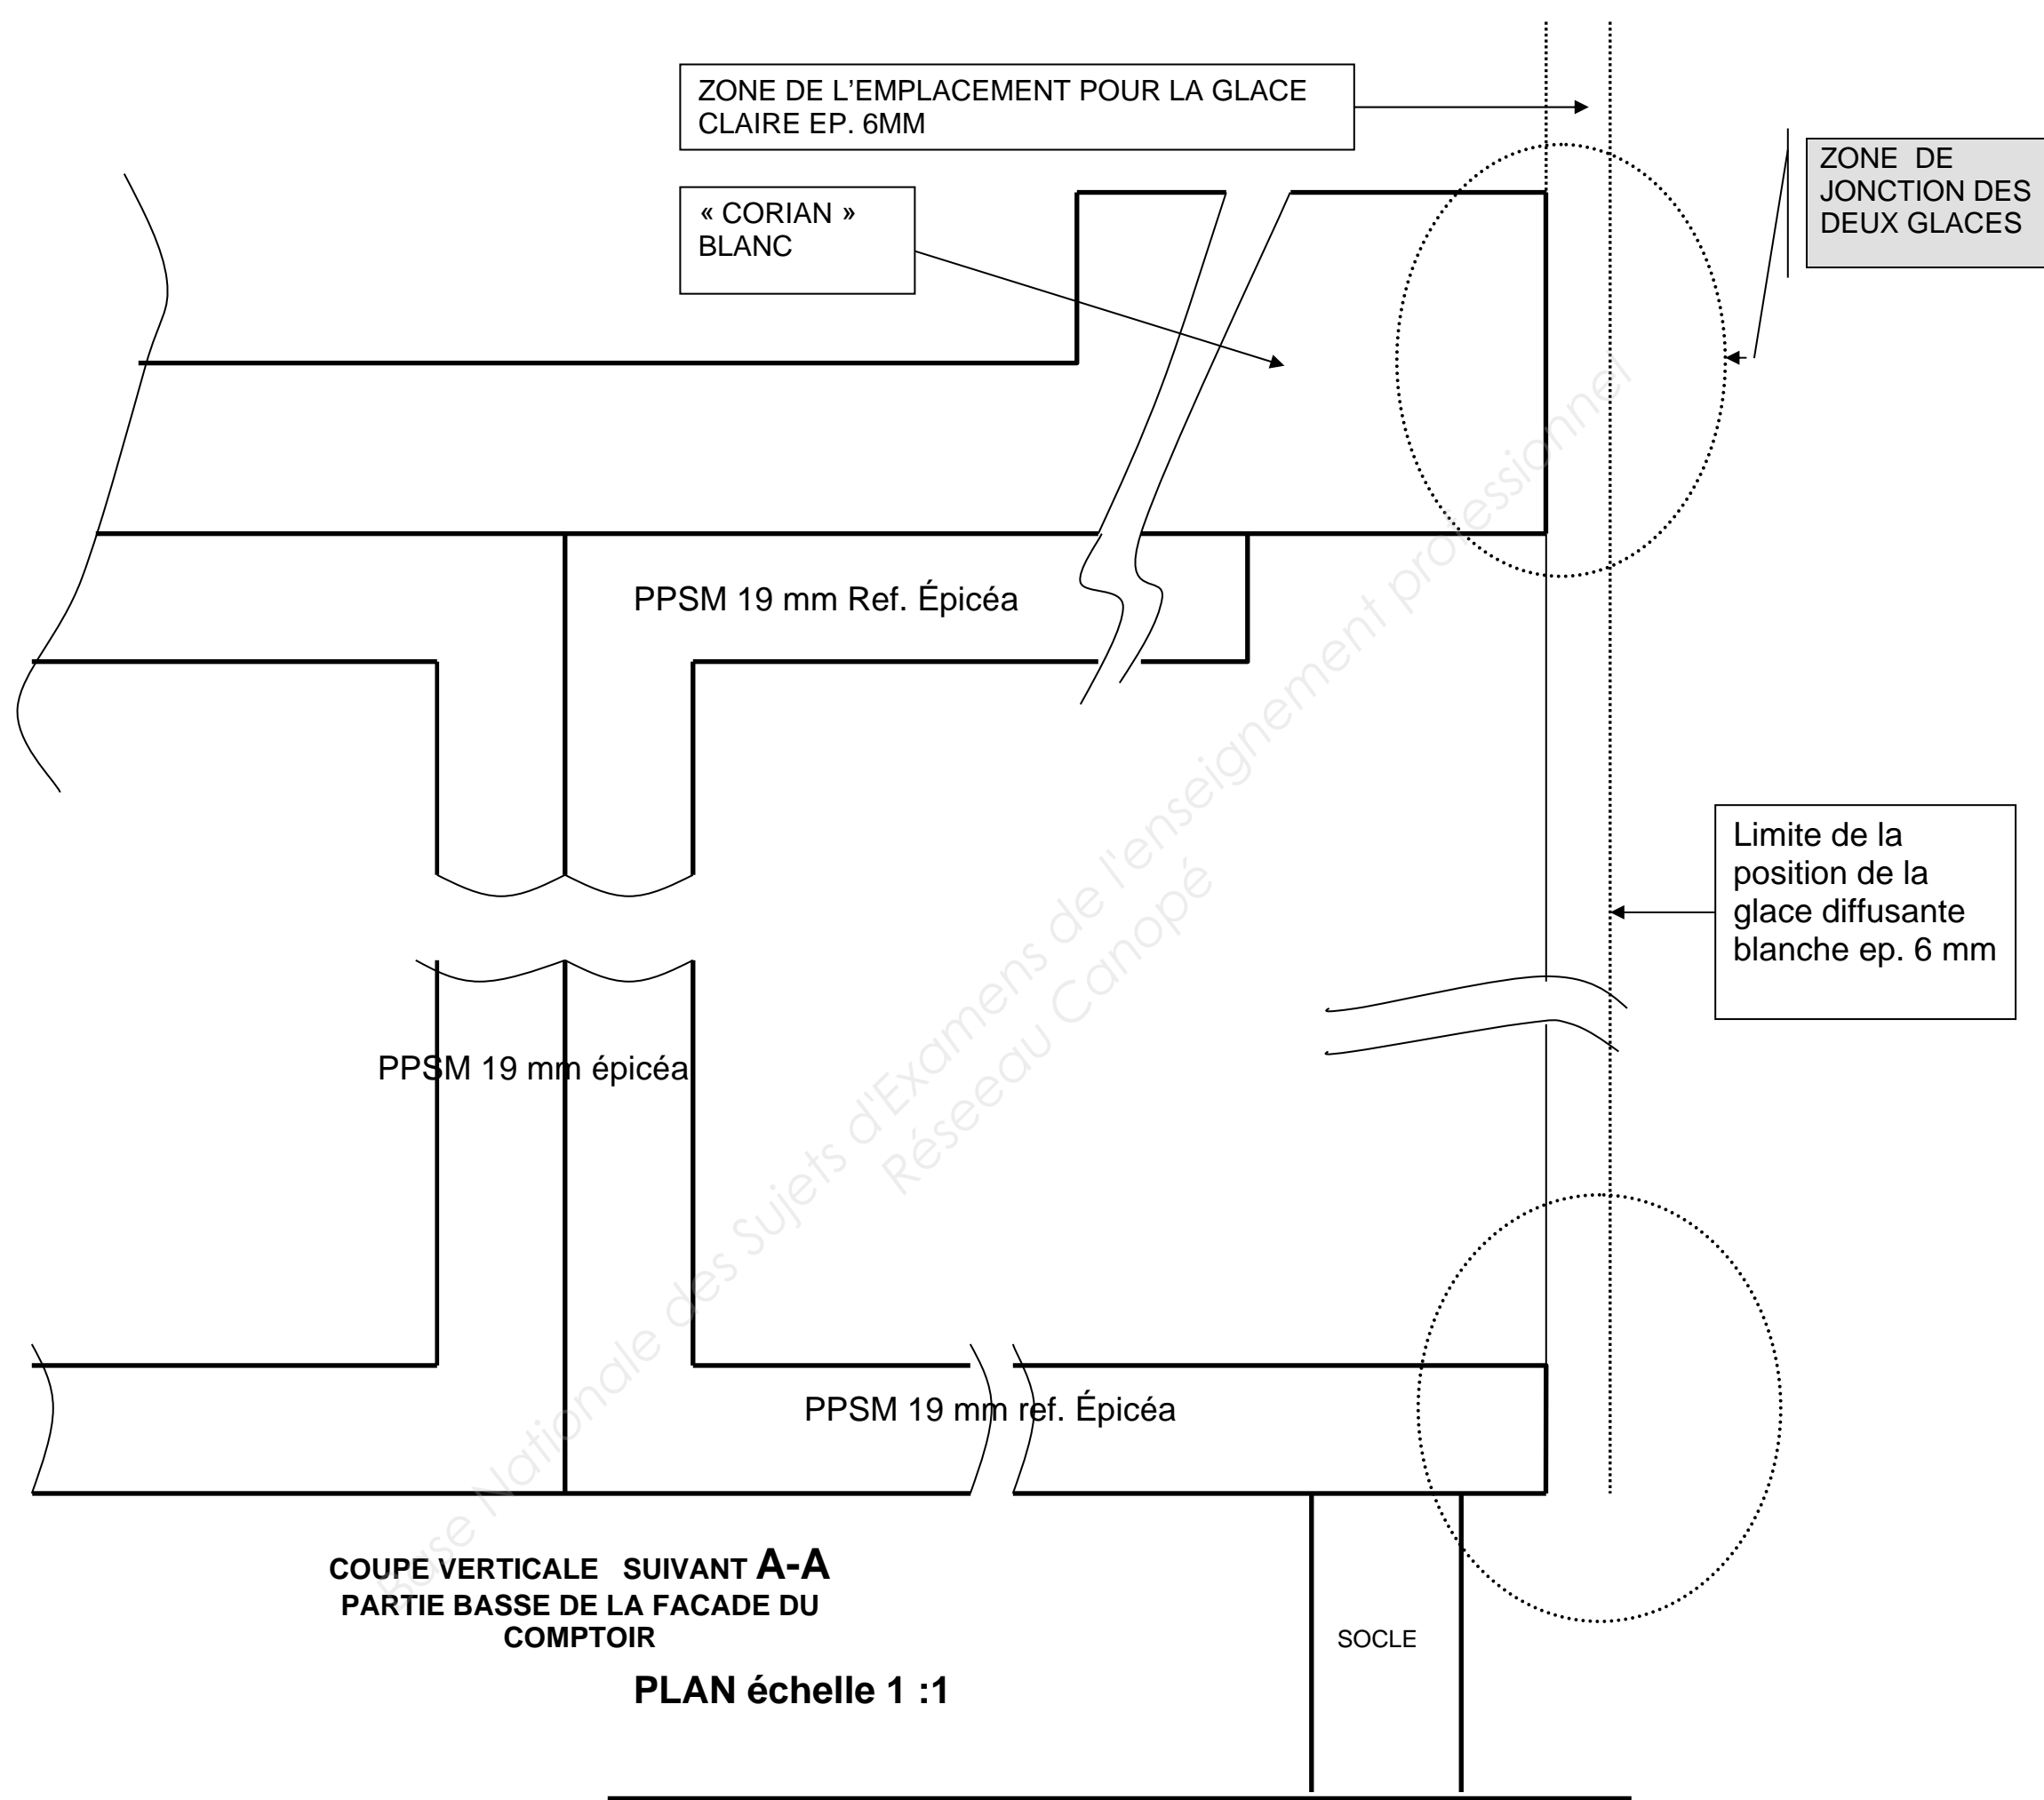 ZONE DE L'EMPLACEMENT POUR LA GLACE
CLAIRE EP. 6MM
ZONE DE
JONCTION DES
DEUX GLACES
« CORIAN »
BLANC
PPSM 19 mm Ref. Épicéa
Limite de la
position de la
glace diffusante
blanche ep. 6 mm
PPSM 19 mm épicéa
PPSM 19 mm ref. Épicéa
COUPE VERTICALE SUIVANT A-A
PARTIE BASSE DE LA FACADE DU
COMPTOIR
SOCLE
PLAN échelle 1 :1
Base Nationale des Sujets d'Examens de l'enseignement professionnel
Réseeau Canopé